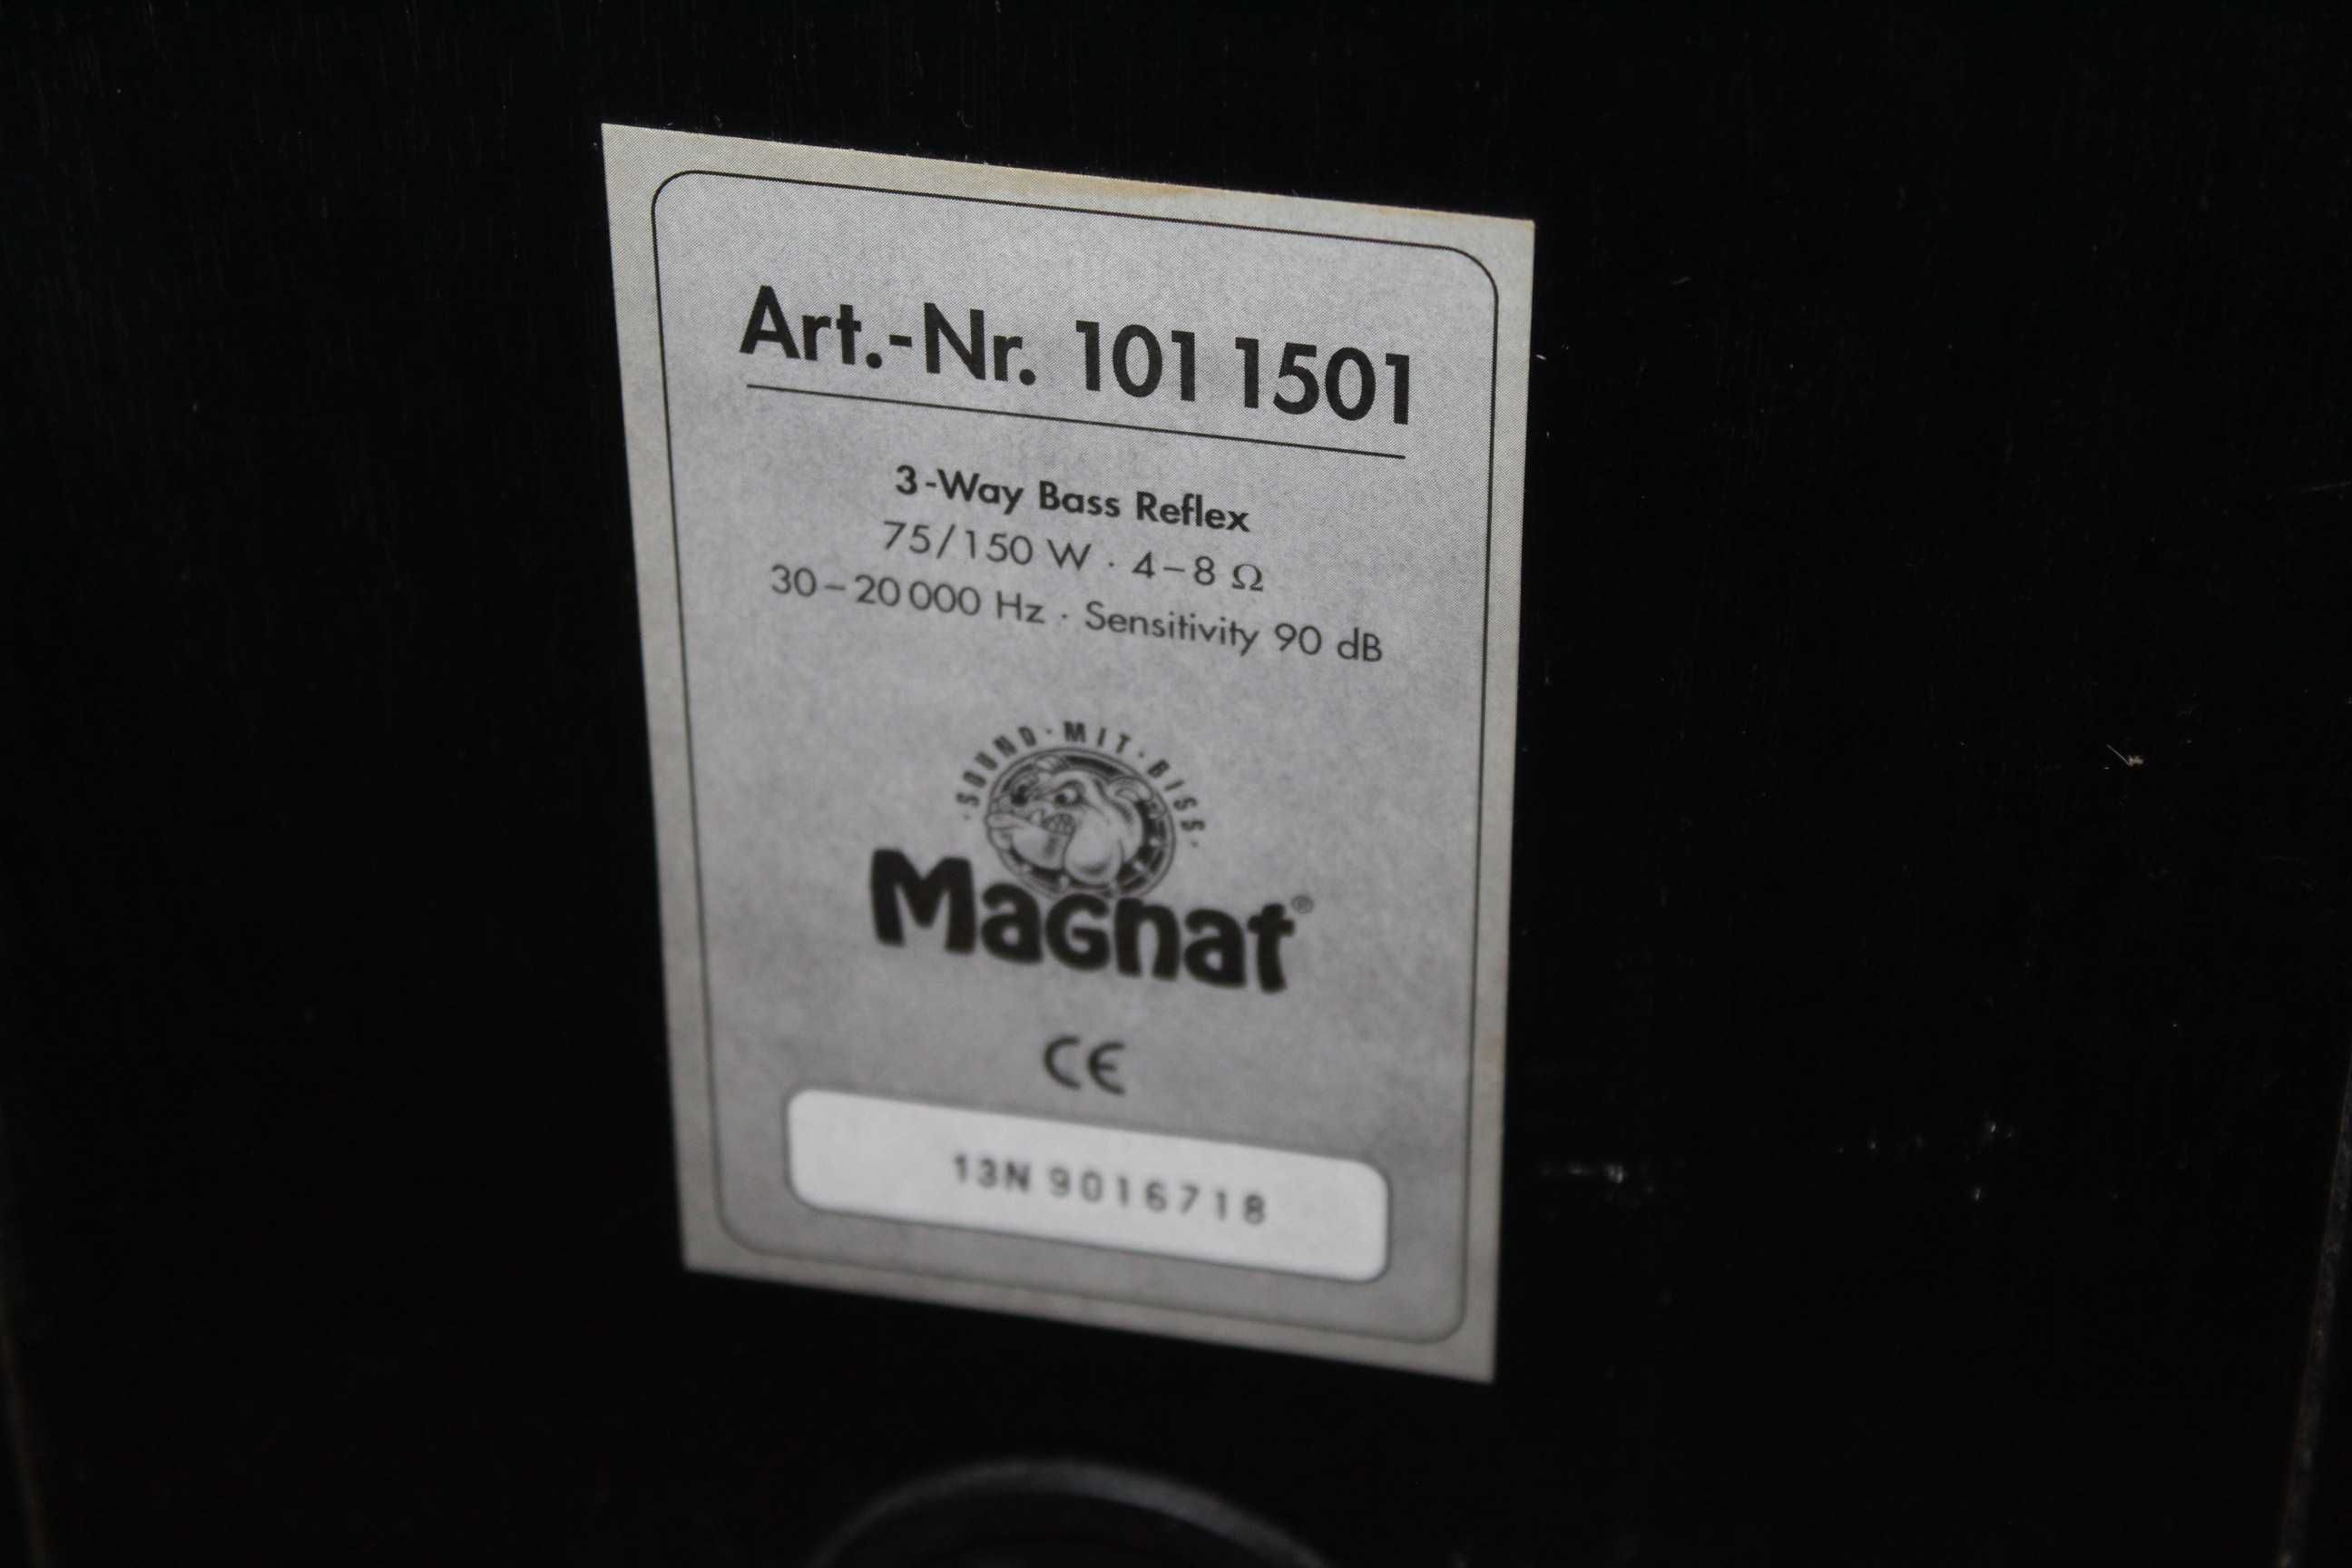 Art.-Nr. 101 1501
3-Way Bass Reflex
75/150 W · 4–8 Ω
30–20 000 Hz · Sensitivity 90 dB
· SOUND · MIT · BISS ·
Magnat®
CE
13N 9016718